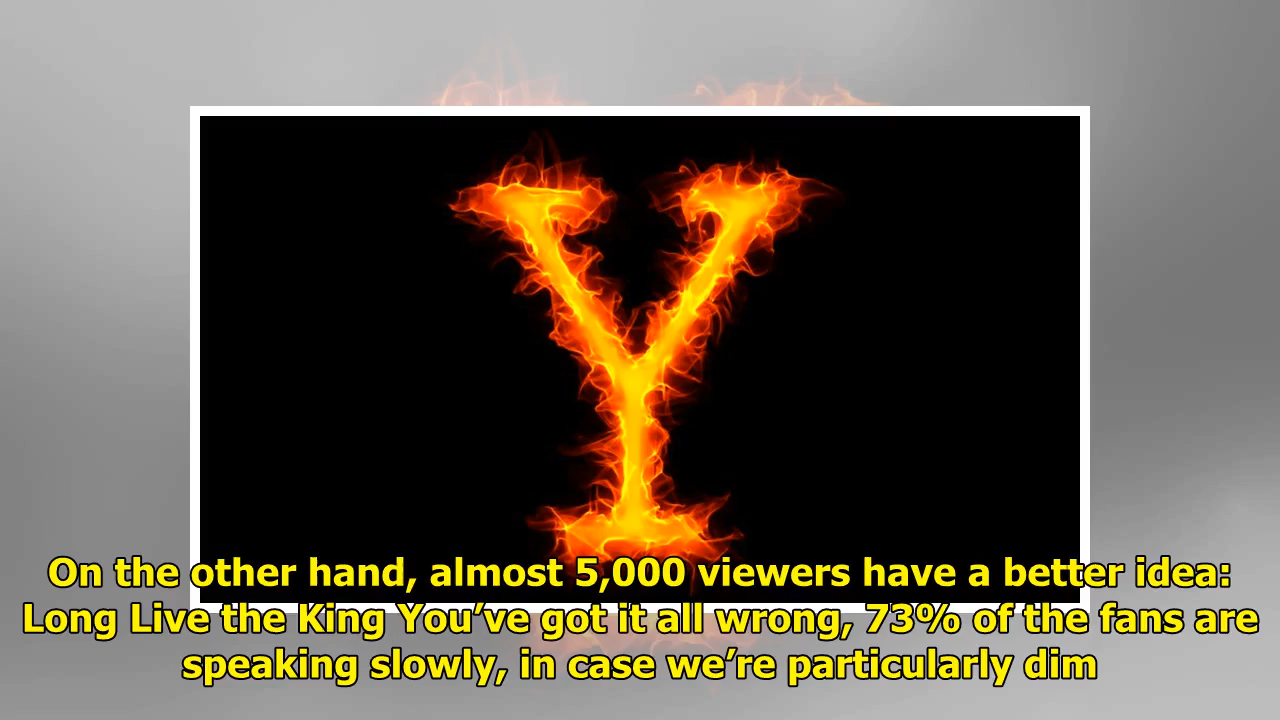 Y
On the other hand, almost 5,000 viewers have a better idea:
Long Live the King You’ve got it all wrong, 73% of the fans are
speaking slowly, in case we’re particularly dim